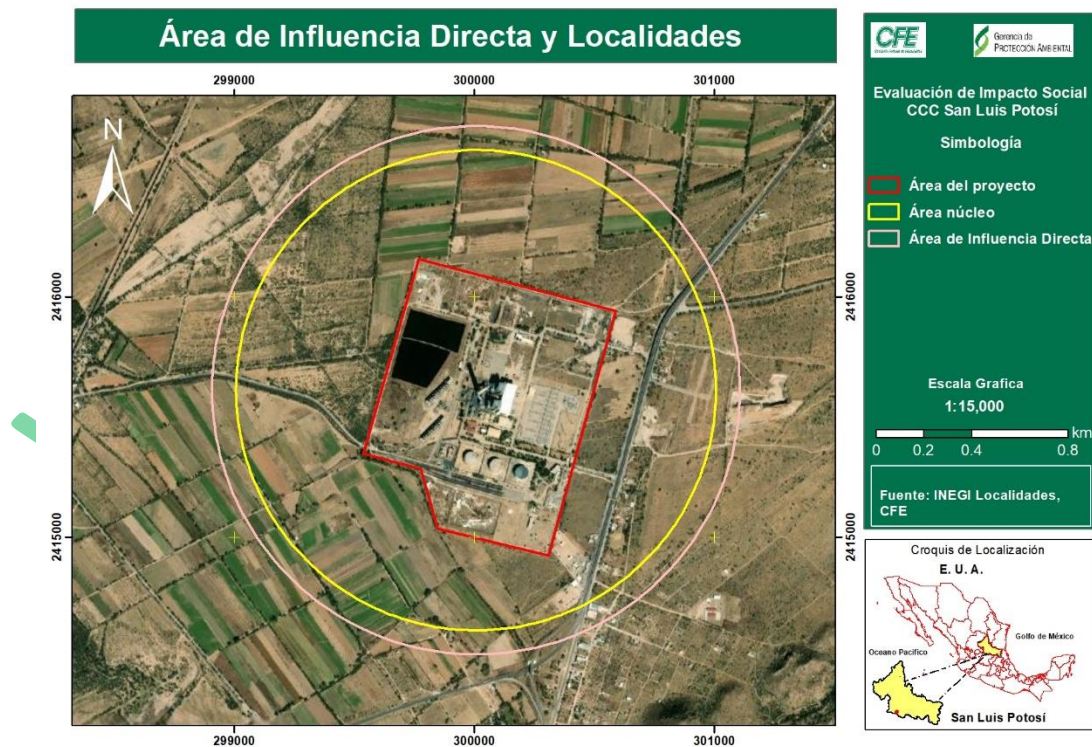 Área de Influencia Directa y Localidades
299000
300000
301000
N
2416000
2415000
2416000
2415000
299000
300000
301000
CFE
Gerencia de
PROTECCIÓN AMBIENTAL
Evaluación de Impacto Social
CCC San Luis Potosí
Simbología
Área del proyecto
Área núcleo
Área de Influencia Directa
Escala Grafica
1:15,000
km
0 0.2 0.4 0.8
Fuente: INEGI Localidades,
CFE
Croquis de Localización
E. U. A.
Golfo de México
Oceano Pacifico
San Luis Potosí